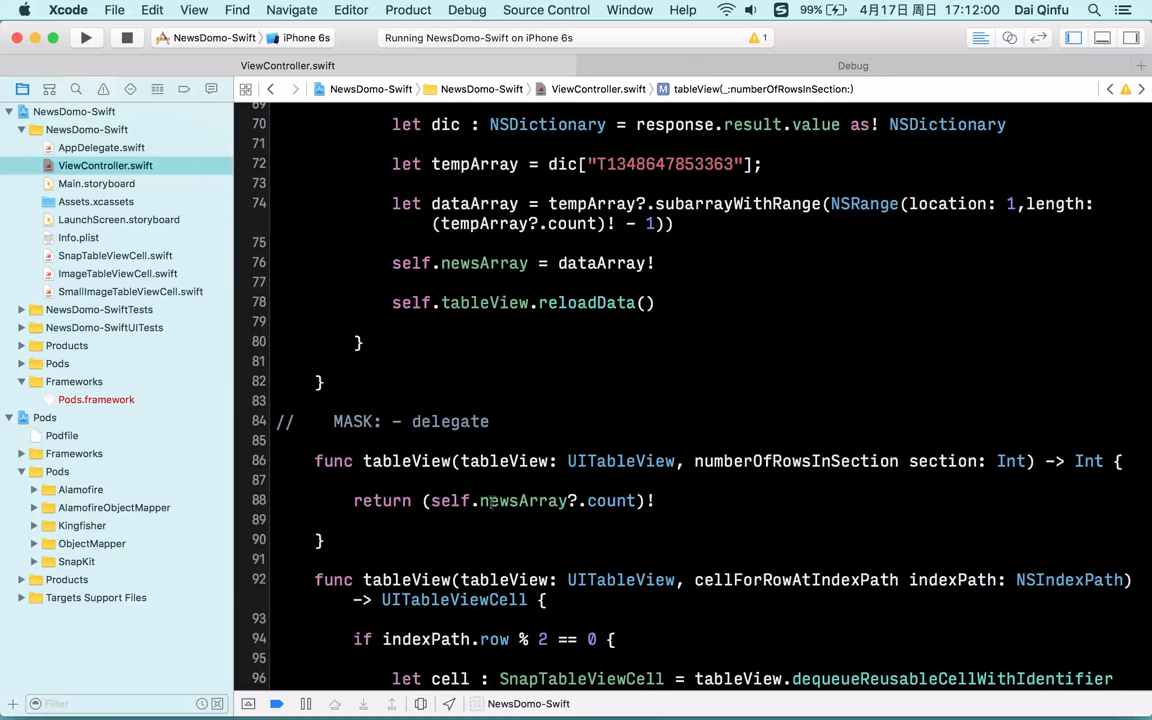 Xcode File Edit View Find Navigate Editor Product Debug Source Control Window Help 99% 4月17日 周日 17:12:00 Dai Qinfu
NewsDomo-Swift iPhone 6s Running NewsDomo-Swift on iPhone 6s 1
ViewController.swift Debug
NewsDomo-Swift NewsDomo-Swift ViewController.swift M tableView(_:numberOfRowsInSection:)
NewsDomo-Swift
NewsDomo-Swift
AppDelegate.swift
ViewController.swift
Main.storyboard
Assets.xcassets
LaunchScreen.storyboard
Info.plist
SnapTableViewCell.swift
ImageTableViewCell.swift
SmallImageTableViewCell.swift
NewsDomo-SwiftTests
NewsDomo-SwiftUITests
Products
Pods
Frameworks
Pods.framework
Pods
Podfile
Frameworks
Pods
Alamofire
AlamofireObjectMapper
Kingfisher
ObjectMapper
SnapKit
Products
Targets Support Files
Filter
69
70 let dic : NSDictionary = response.result.value as! NSDictionary
71
72 let tempArray = dic["T1348647853363"];
73
74 let dataArray = tempArray?.subarrayWithRange(NSRange(location: 1,length:
(tempArray?.count)! - 1))
75
76 self.newsArray = dataArray!
77
78 self.tableView.reloadData()
79
80 }
81
82 }
83
84 // MASK: - delegate
85
86 func tableView(tableView: UITableView, numberOfRowsInSection section: Int) -> Int {
87
88 return (self.newsArray?.count)!
89
90 }
91
92 func tableView(tableView: UITableView, cellForRowAtIndexPath indexPath: NSIndexPath)
-> UITableViewCell {
93
94 if indexPath.row % 2 == 0 {
95
96 let cell : SnapTableViewCell = tableView.dequeueReusableCellWithIdentifier
NewsDomo-Swift